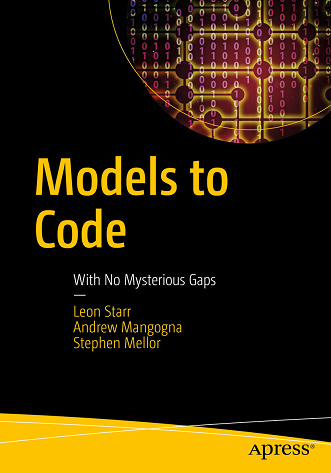 Models to
Code
With No Mysterious Gaps
Leon Starr
Andrew Mangogna
Stephen Mellor
Apress®